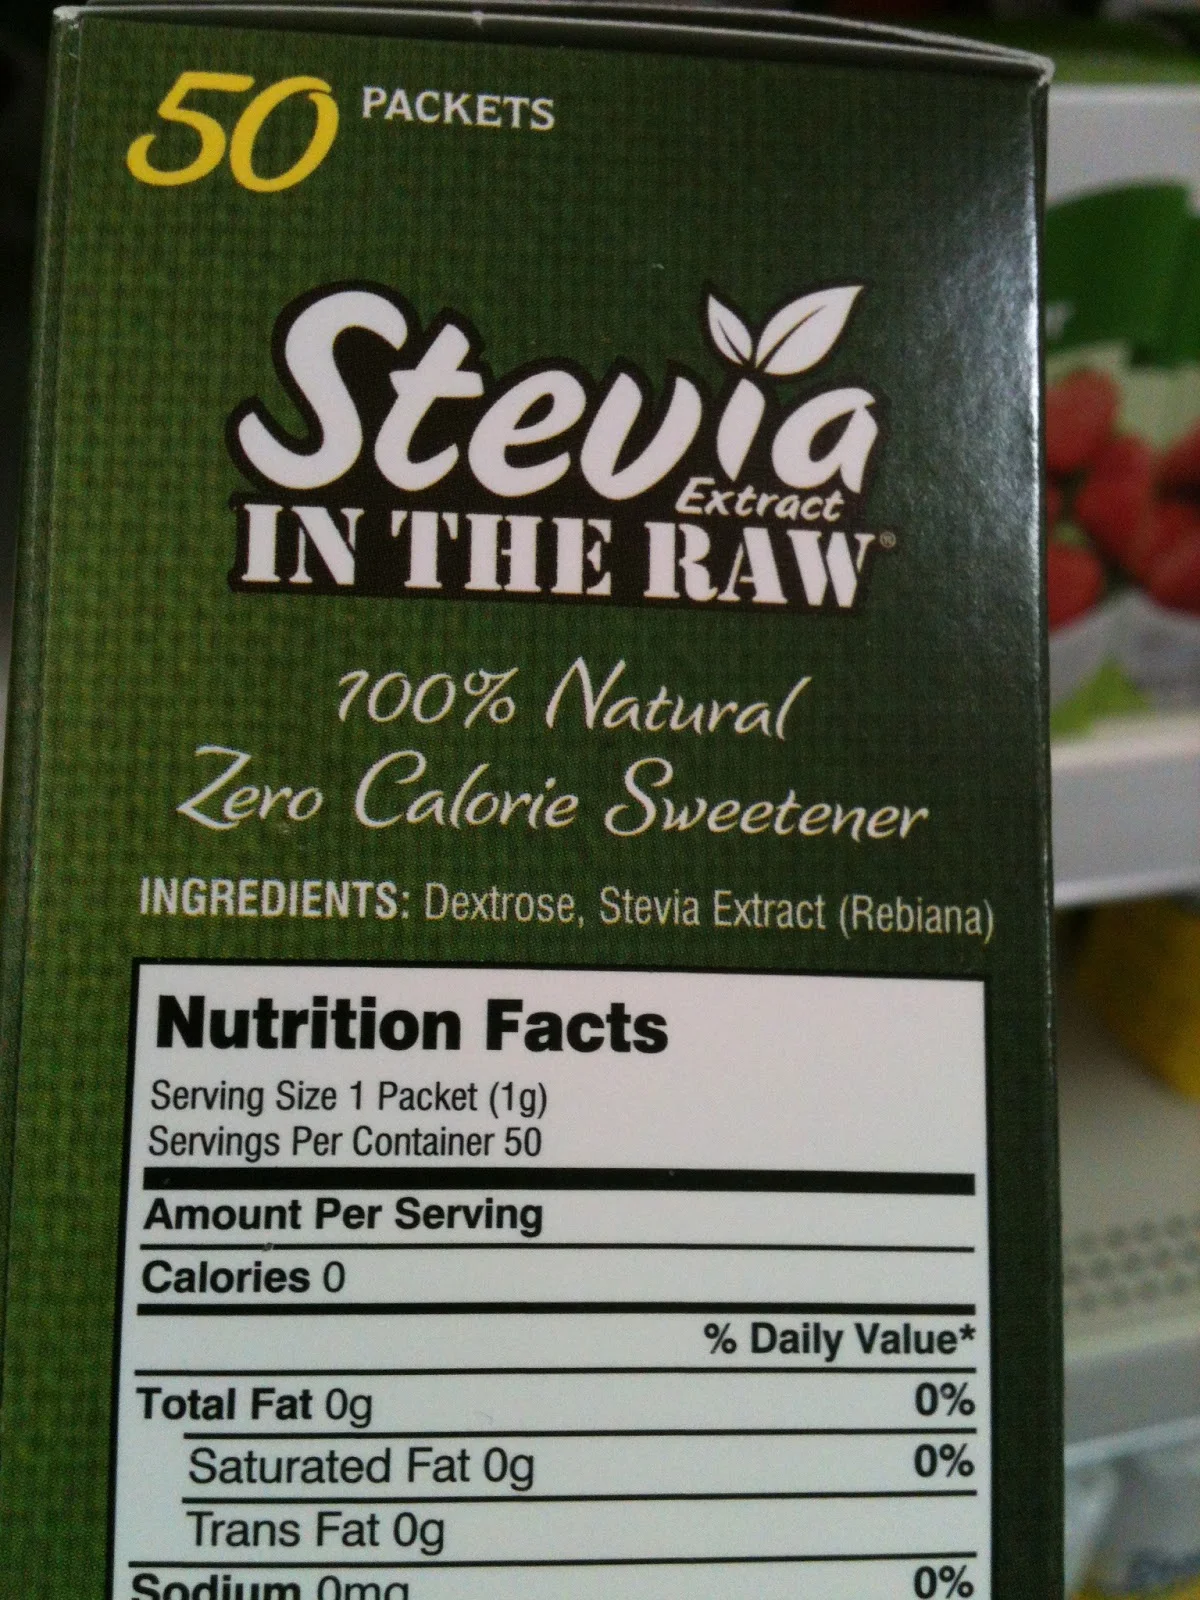 50 PACKETS
Stevia
Extract
IN THE RAW®
100% Natural
Zero Calorie Sweetener
INGREDIENTS: Dextrose, Stevia Extract (Rebiana)
Nutrition Facts
Serving Size 1 Packet (1g)
Servings Per Container 50
Amount Per Serving
Calories 0
% Daily Value*
Total Fat 0g 0%
Saturated Fat 0g 0%
Trans Fat 0g
Sodium 0mg 0%